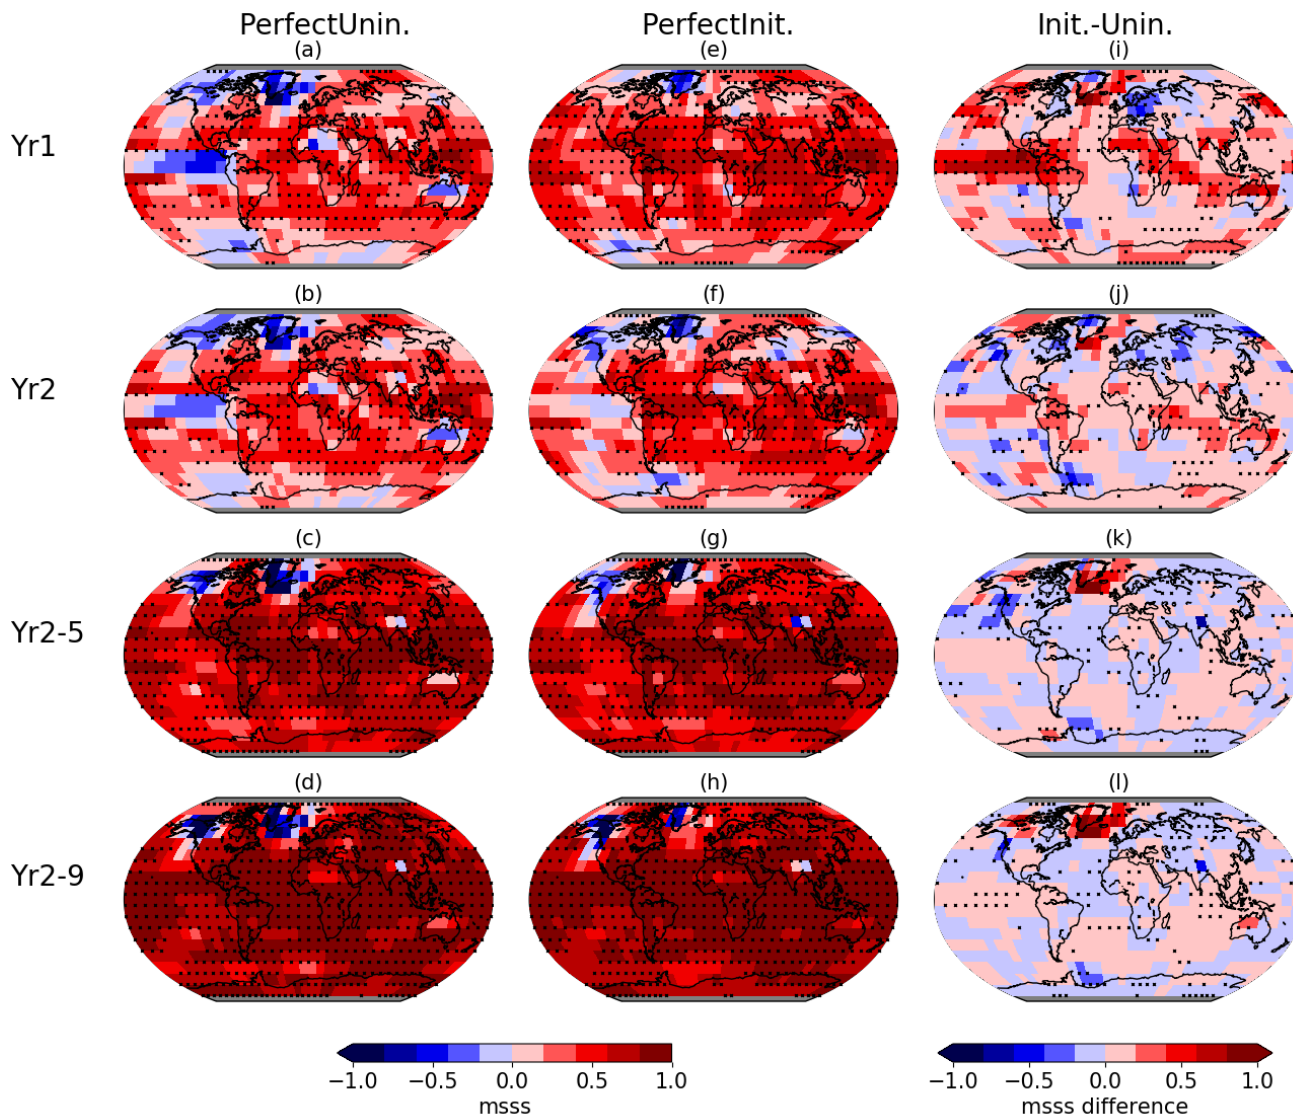 PerfectUnin. PerfectInit. Init.-Unin.
(a) (e) (i)
Yr1
(b) (f) (j)
Yr2
(c) (g) (k)
Yr2-5
(d) (h) (l)
Yr2-9
−1.0 −0.5 0.0 0.5 1.0 −1.0 −0.5 0.0 0.5 1.0
msss msss difference